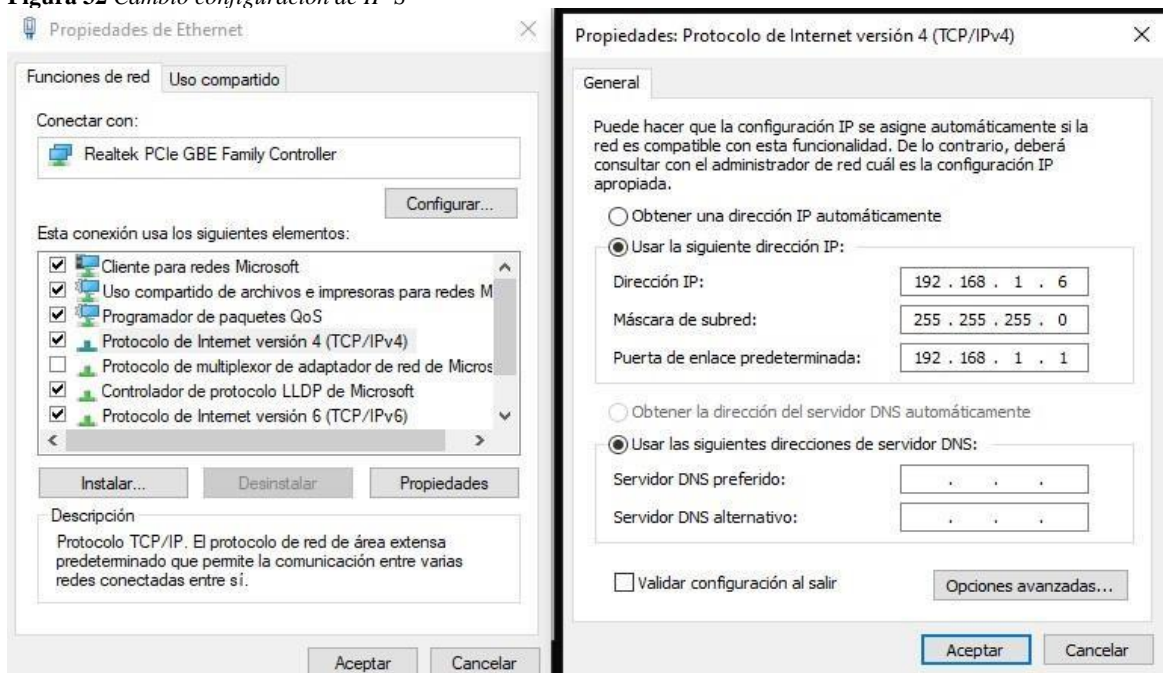 Figura 32 Cambio configuración de IP'S
Propiedades de Ethernet
Funciones de red
Uso compartido
Conectar con:
Realtek PCIe GBE Family Controller
Configurar...
Esta conexión usa los siguientes elementos:
Cliente para redes Microsoft
Uso compartido de archivos e impresoras para redes M
Programador de paquetes QoS
Protocolo de Internet versión 4 (TCP/IPv4)
Protocolo de multiplexor de adaptador de red de Micros
Controlador de protocolo LLDP de Microsoft
Protocolo de Internet versión 6 (TCP/IPv6)
Instalar...
Desinstalar
Propiedades
Descripción
Protocolo TCP/IP. El protocolo de red de área extensa
predeterminado que permite la comunicación entre varias
redes conectadas entre sí.
Aceptar
Cancelar
Propiedades: Protocolo de Internet versión 4 (TCP/IPv4)
General
Puede hacer que la configuración IP se asigne automáticamente si la
red es compatible con esta funcionalidad. De lo contrario, deberá
consultar con el administrador de red cuál es la configuración IP
apropiada.
Obtener una dirección IP automáticamente
Usar la siguiente dirección IP:
Dirección IP: 192 . 168 . 1 . 6
Máscara de subred: 255 . 255 . 255 . 0
Puerta de enlace predeterminada: 192 . 168 . 1 . 1
Obtener la dirección del servidor DNS automáticamente
Usar las siguientes direcciones de servidor DNS:
Servidor DNS preferido: . . .
Servidor DNS alternativo: . . .
Validar configuración al salir
Opciones avanzadas...
Aceptar
Cancelar